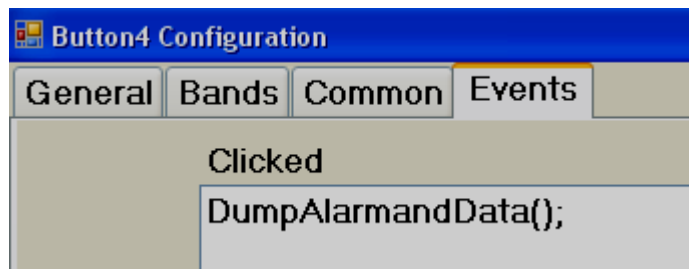 Button4 Configuration
General Bands Common Events
Clicked
DumpAlarmandData();